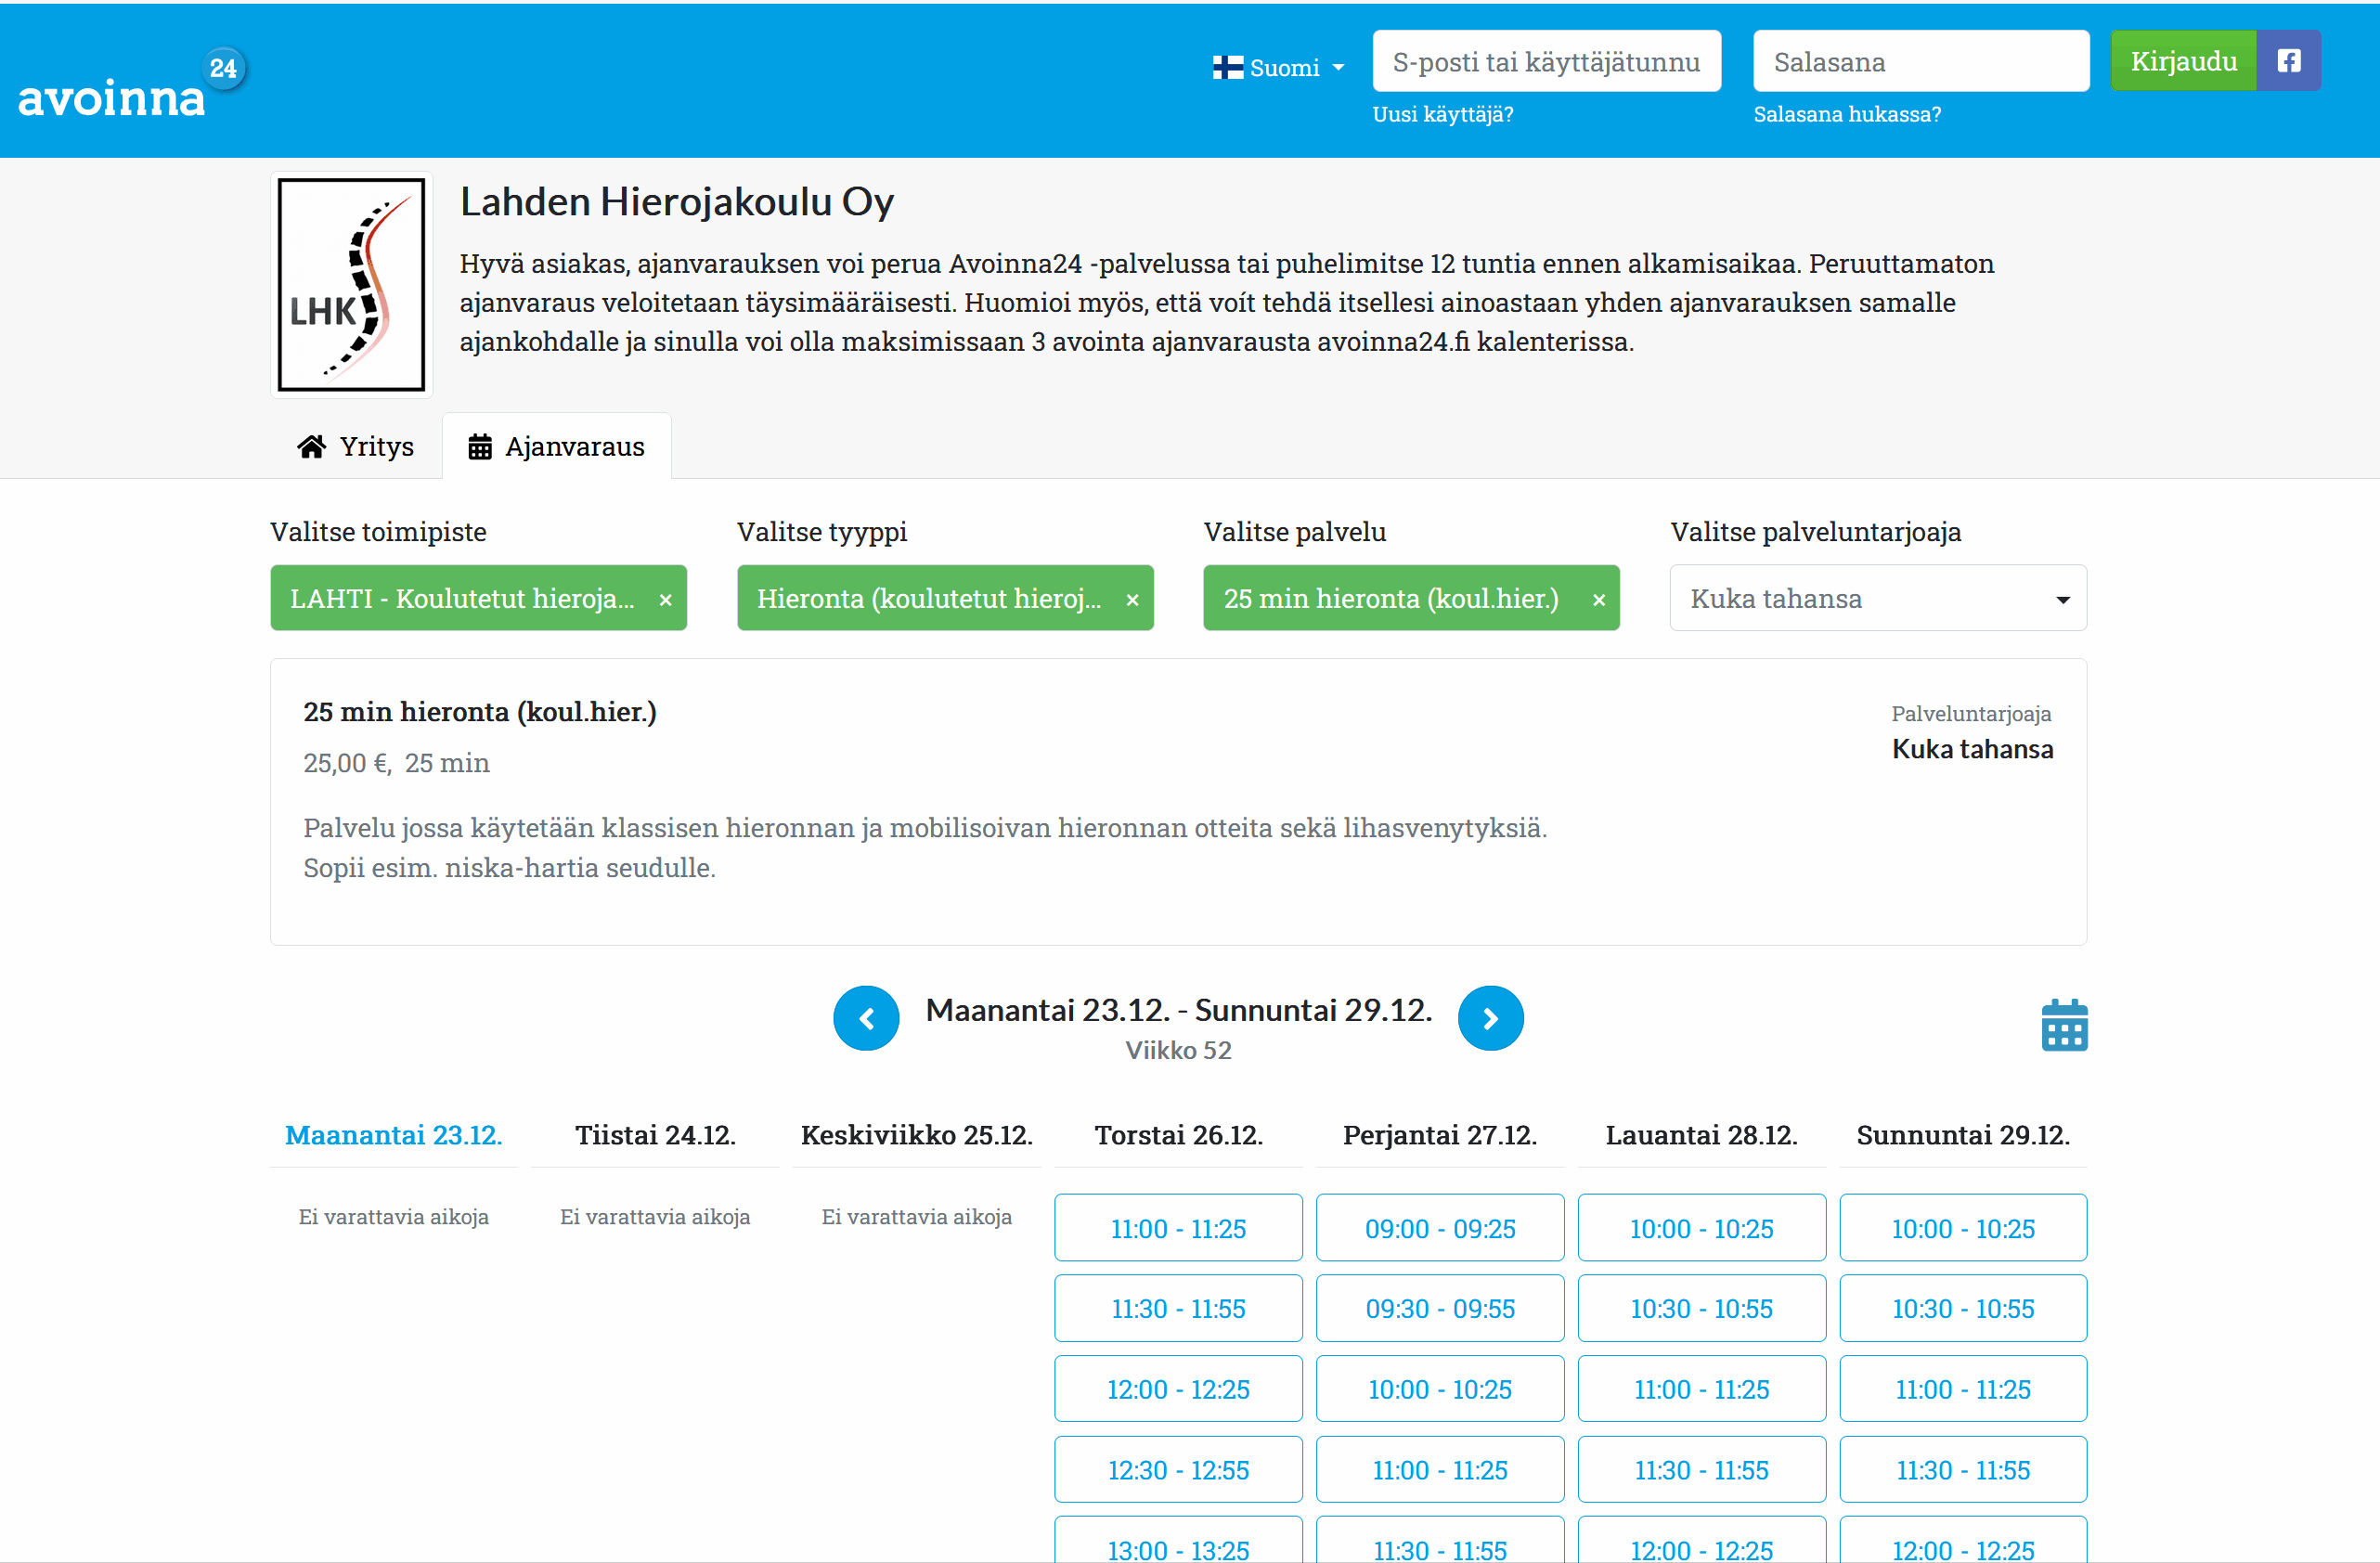 avoinna 24
Suomi
S-posti tai käyttäjätunnu
Salasana
Kirjaudu
Uusi käyttäjä?
Salasana hukassa?
LHK
Lahden Hierojakoulu Oy
Hyvä asiakas, ajanvarauksen voi perua Avoinna24 -palvelussa tai puhelimitse 12 tuntia ennen alkamisaikaa. Peruuttamaton
ajanvaraus veloitetaan täysimääräisesti. Huomioi myös, että voít tehdä itsellesi ainoastaan yhden ajanvarauksen samalle
ajankohdalle ja sinulla voi olla maksimissaan 3 avointa ajanvarausta avoinna24.fi kalenterissa.
Yritys
Ajanvaraus
Valitse toimipiste
Valitse tyyppi
Valitse palvelu
Valitse palveluntarjoaja
LAHTI - Koulutetut hieroja... ×
Hieronta (koulutetut hieroj... ×
25 min hieronta (koul.hier.) ×
Kuka tahansa
25 min hieronta (koul.hier.)
25,00 €, 25 min
Palveluntarjoaja
Kuka tahansa
Palvelu jossa käytetään klassisen hieronnan ja mobilisoivan hieronnan otteita sekä lihasvenytyksiä.
Sopii esim. niska-hartia seudulle.
Maanantai 23.12. - Sunnuntai 29.12.
Viikko 52
Maanantai 23.12. Tiistai 24.12. Keskiviikko 25.12. Torstai 26.12. Perjantai 27.12. Lauantai 28.12. Sunnuntai 29.12.
Ei varattavia aikoja Ei varattavia aikoja Ei varattavia aikoja
11:00 - 11:25 09:00 - 09:25 10:00 - 10:25 10:00 - 10:25
11:30 - 11:55 09:30 - 09:55 10:30 - 10:55 10:30 - 10:55
12:00 - 12:25 10:00 - 10:25 11:00 - 11:25 11:00 - 11:25
12:30 - 12:55 11:00 - 11:25 11:30 - 11:55 11:30 - 11:55
13:00 - 13:25 11:30 - 11:55 12:00 - 12:25 12:00 - 12:25